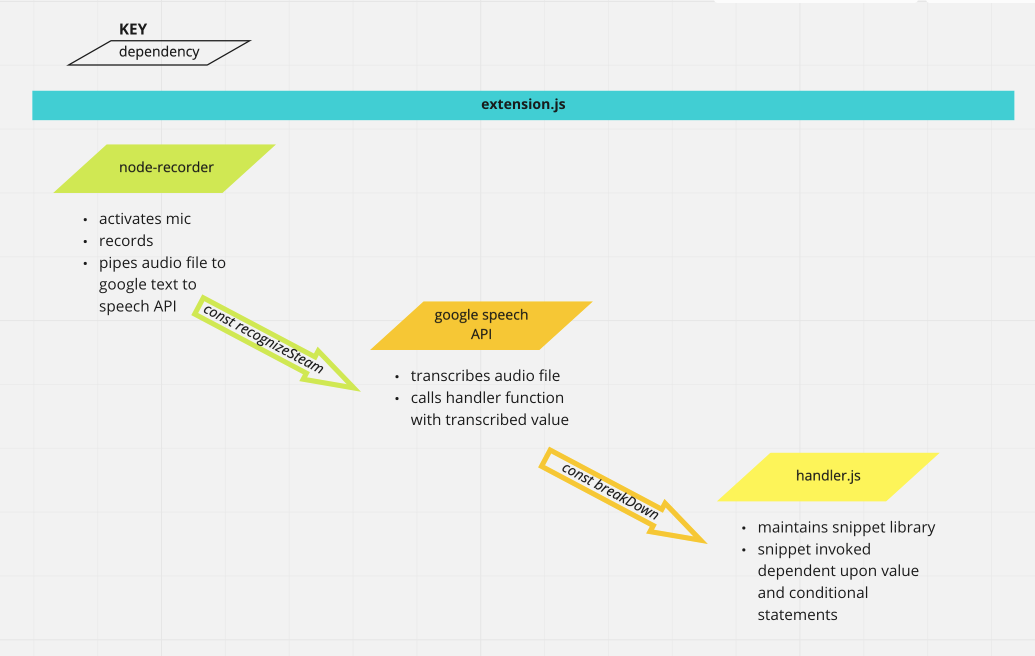 KEY
dependency
extension.js
node-recorder
• activates mic
• records
• pipes audio file to
google text to
speech API
const recognizeSteam
google speech
API
• transcribes audio file
• calls handler function
with transcribed value
const breakDown
handler.js
• maintains snippet library
• snippet invoked
dependent upon value
and conditional
statements